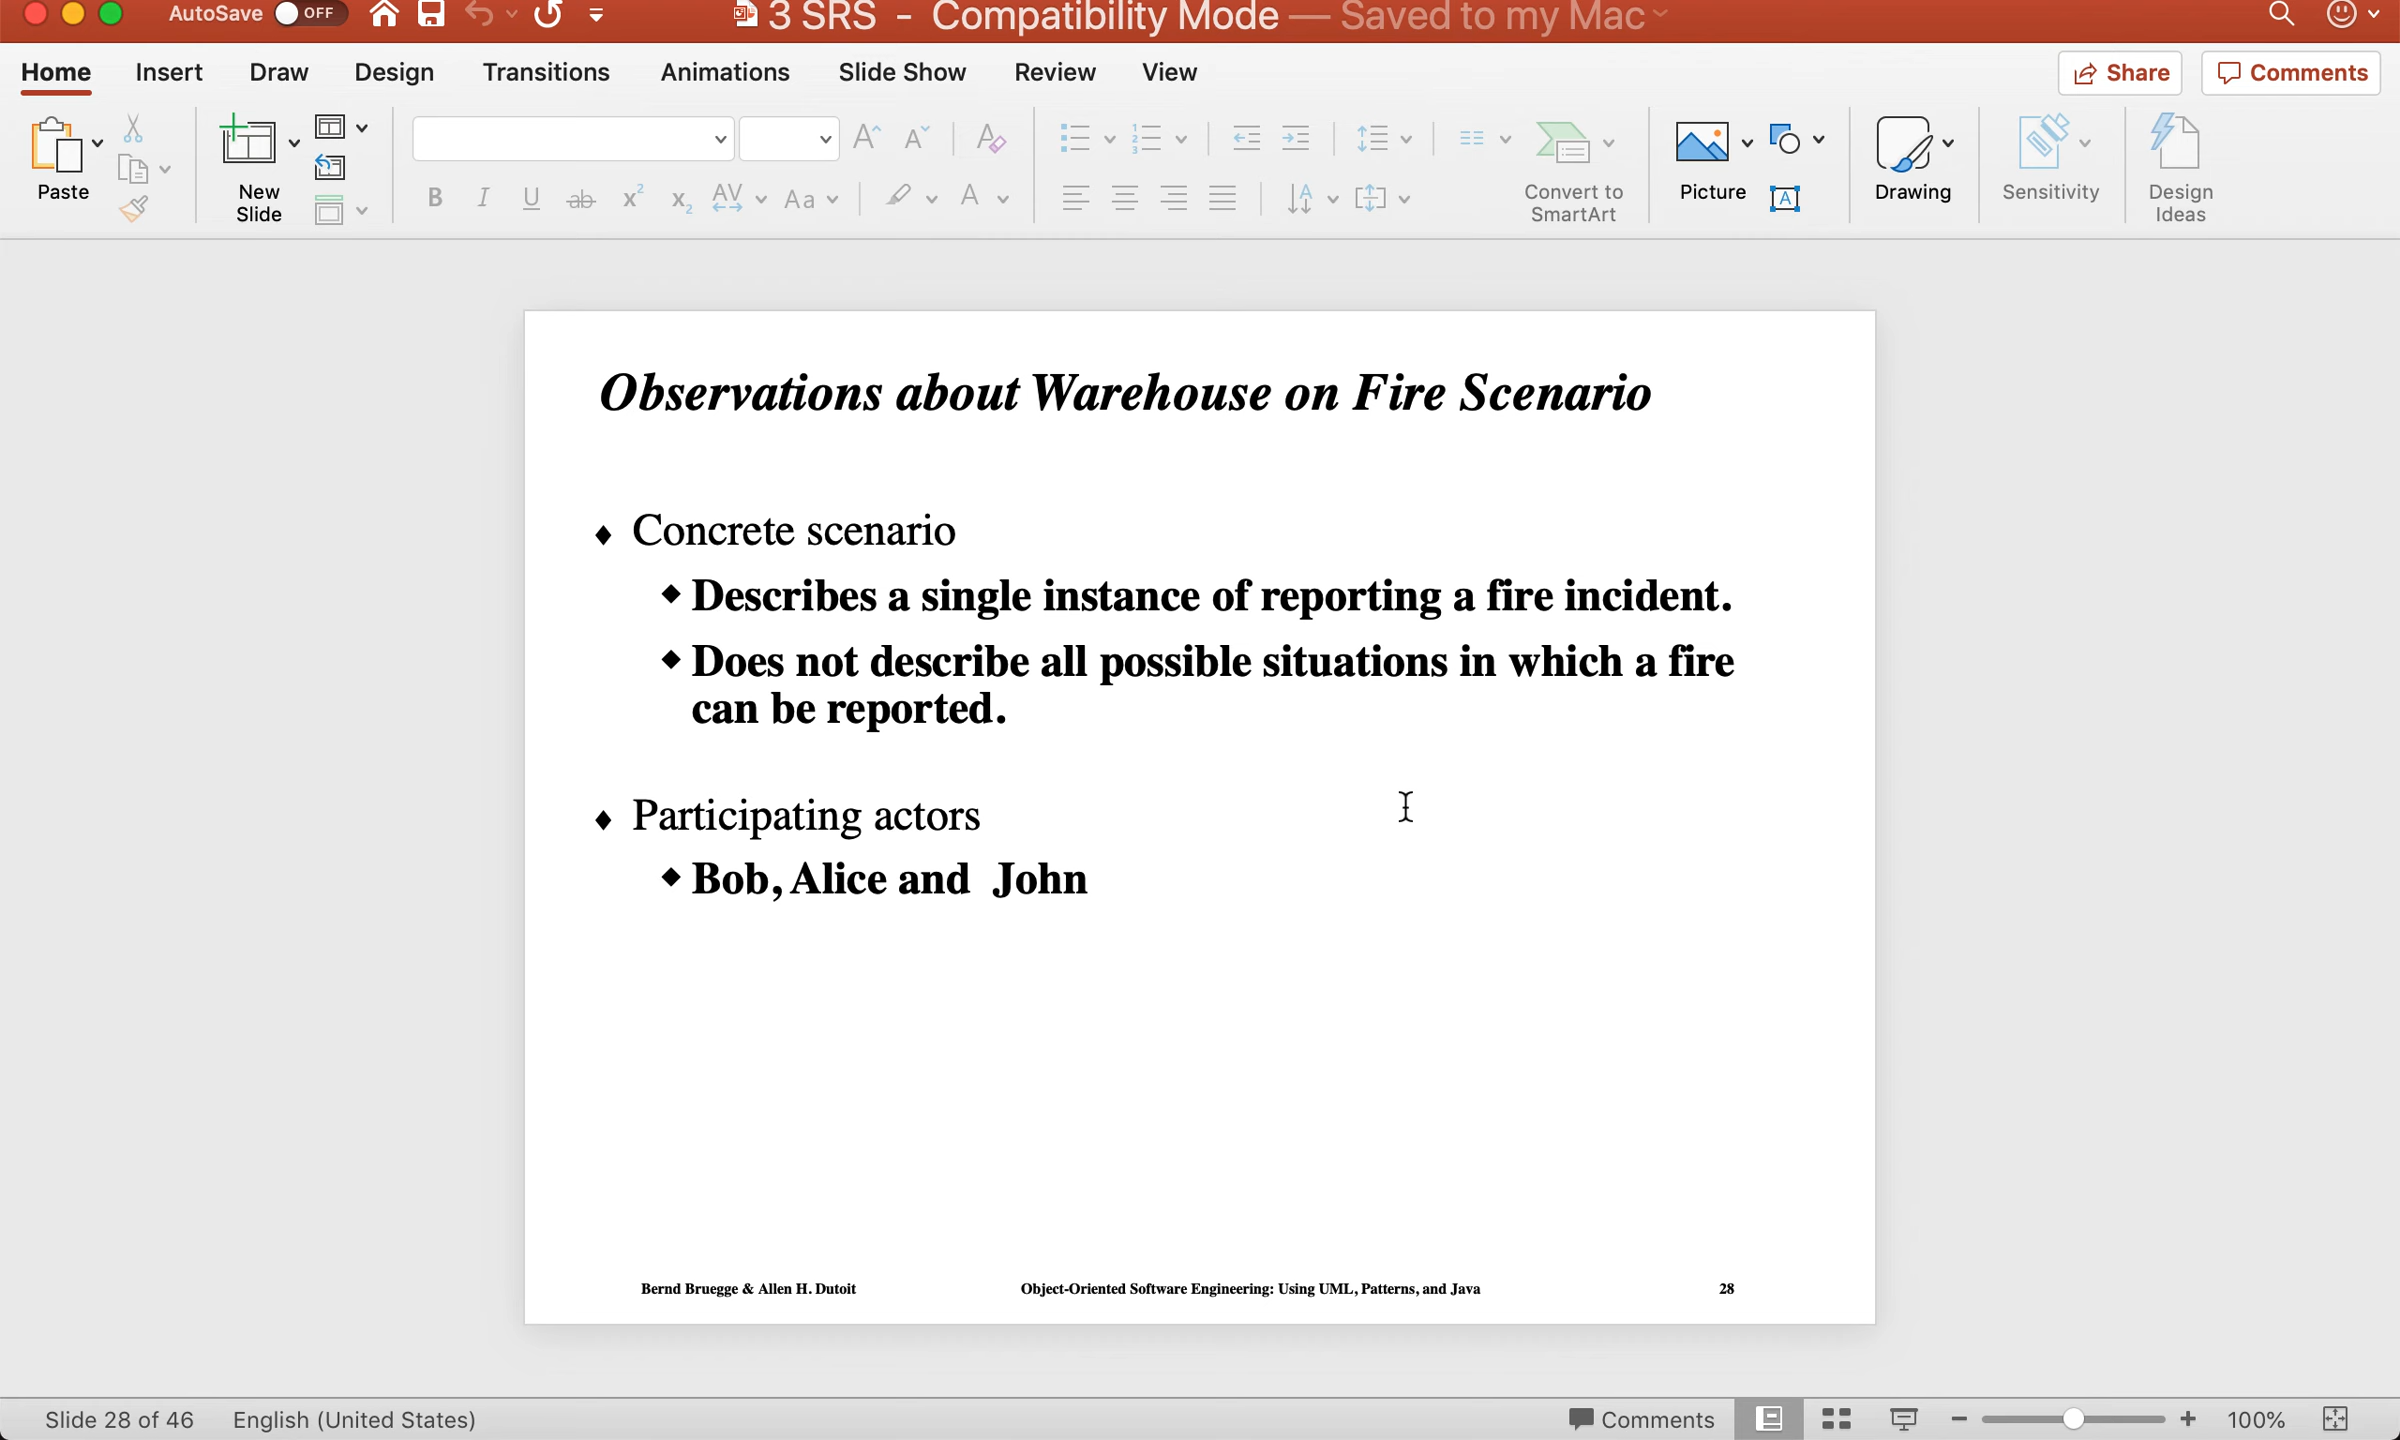 AutoSave OFF 3 SRS - Compatibility Mode — Saved to my Mac
Home Insert Draw Design Transitions Animations Slide Show Review View Share Comments
Paste New Slide Convert to SmartArt Picture Drawing Sensitivity Design Ideas
Observations about Warehouse on Fire Scenario
♦ Concrete scenario
◆ Describes a single instance of reporting a fire incident.
◆ Does not describe all possible situations in which a fire
can be reported.
♦ Participating actors
◆ Bob, Alice and John
Bernd Bruegge & Allen H. Dutoit Object-Oriented Software Engineering: Using UML, Patterns, and Java 28
Slide 28 of 46 English (United States) Comments 100%